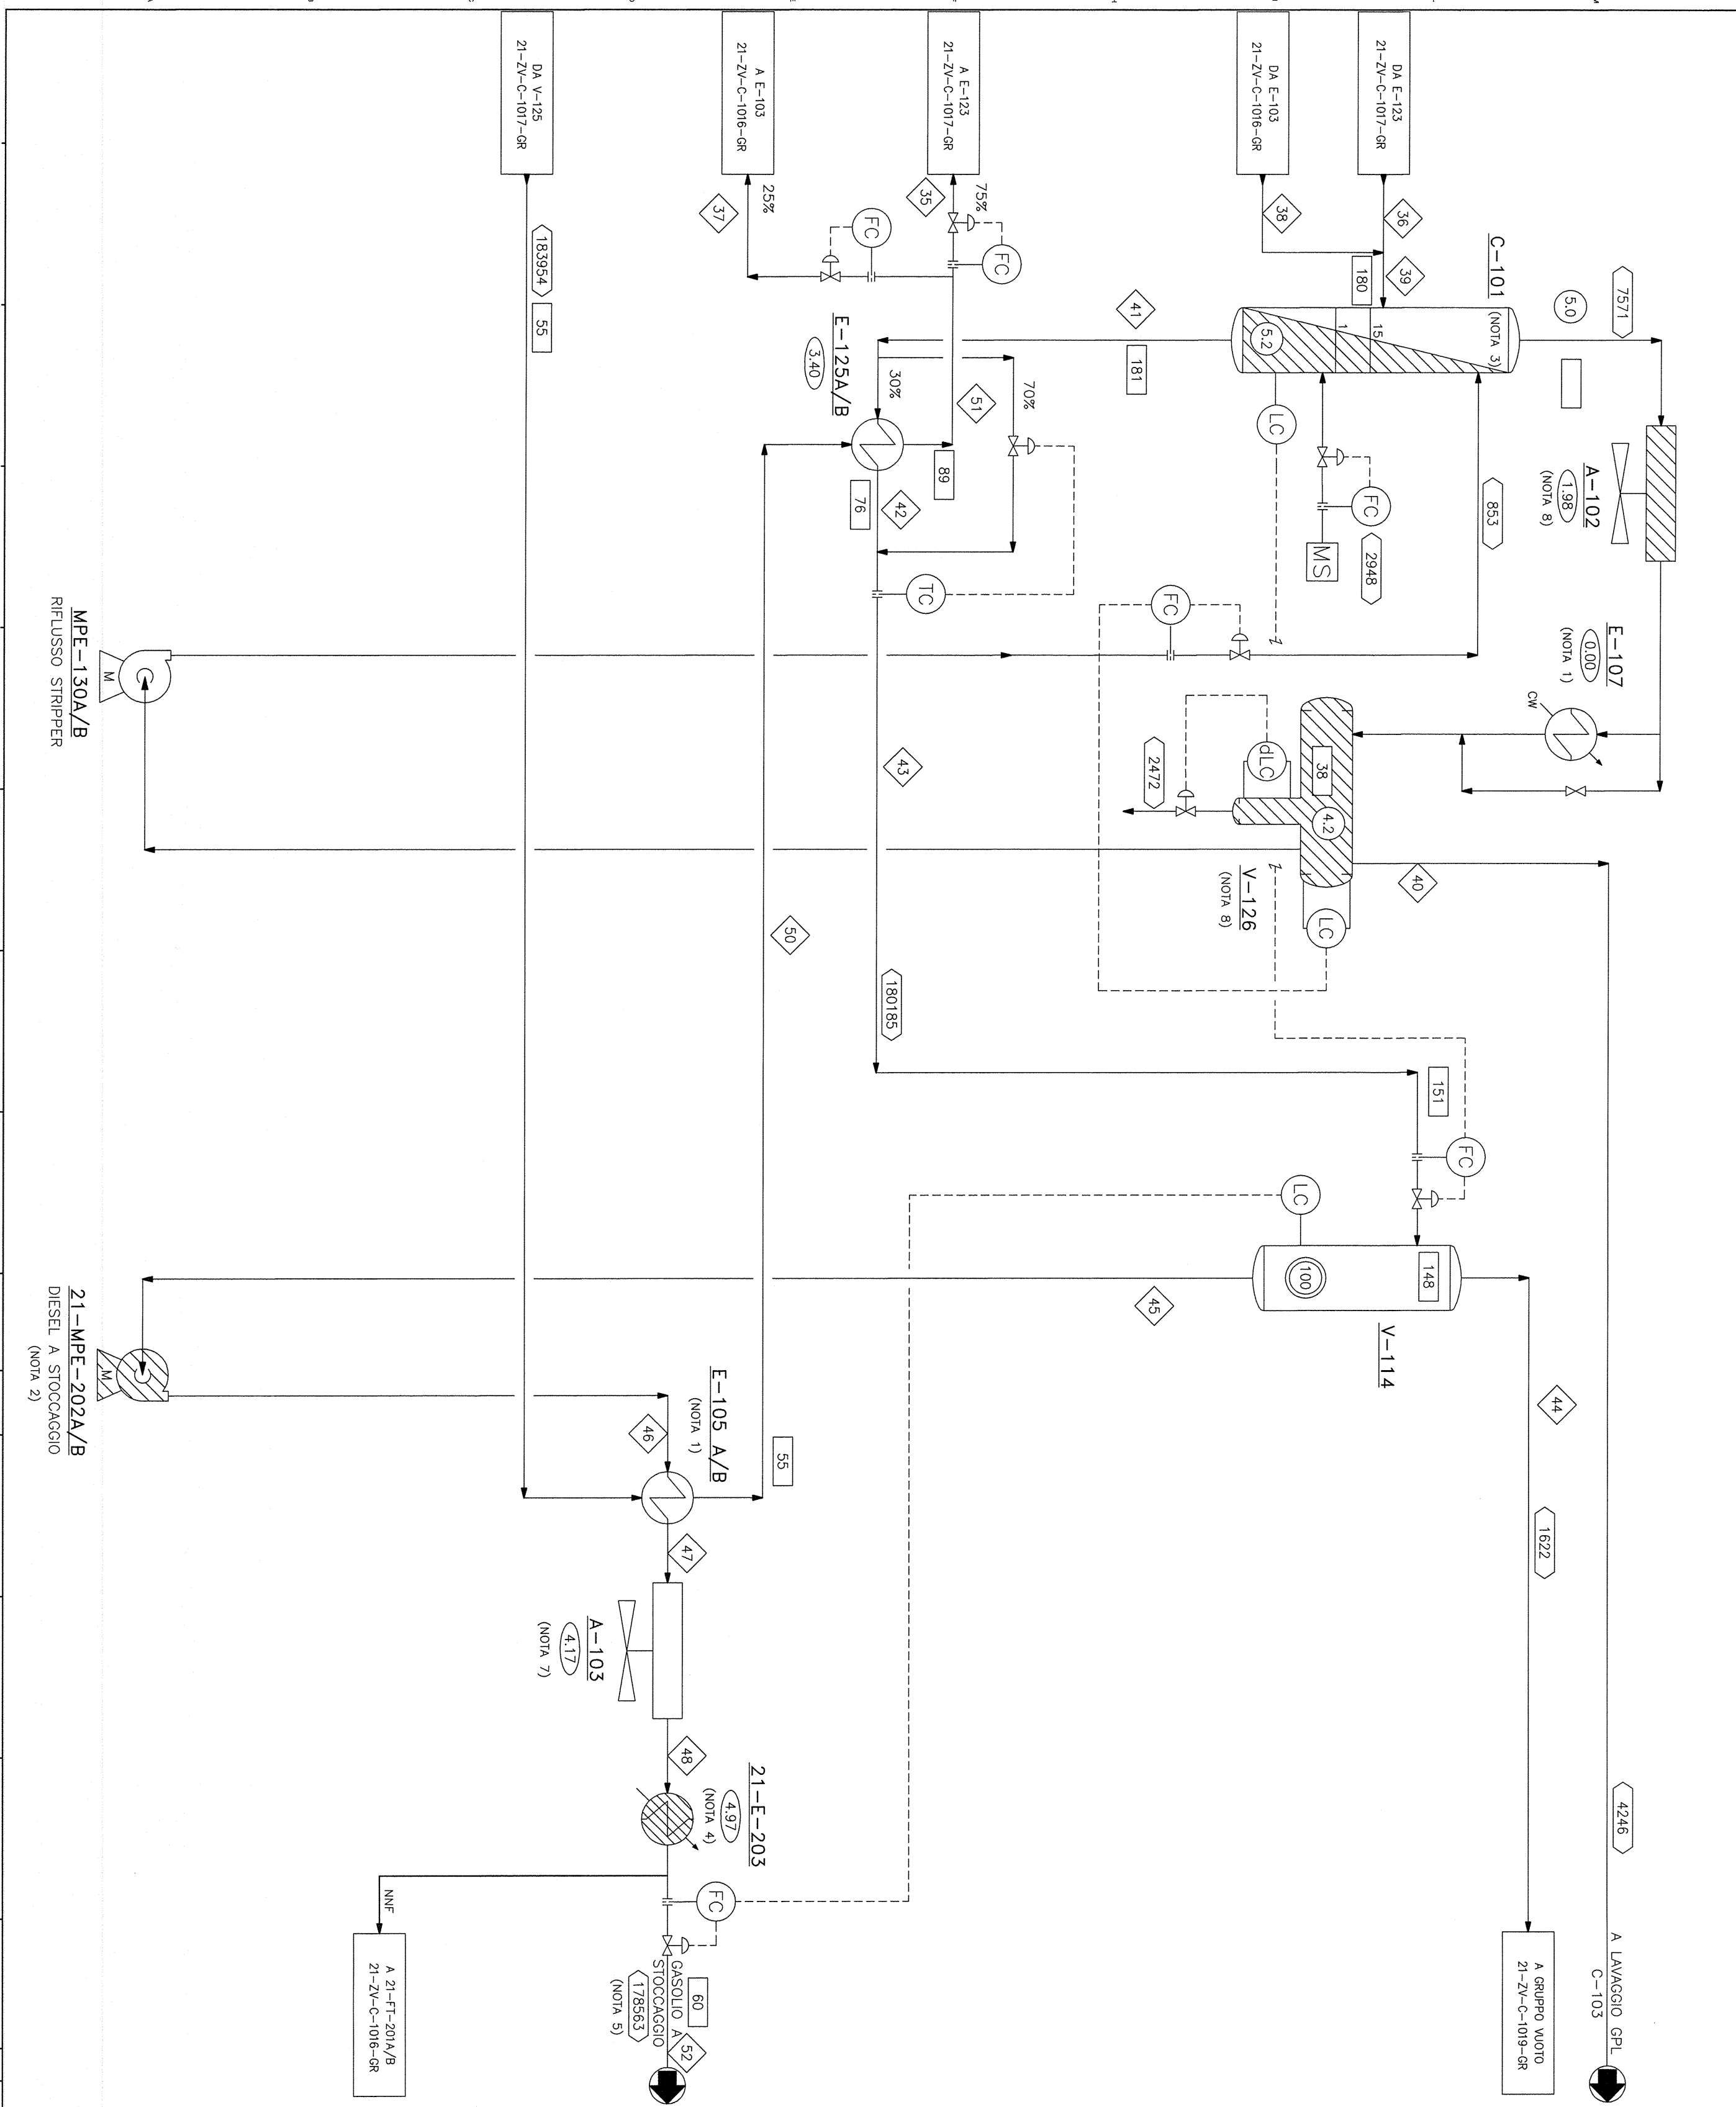 DA E-123
21-ZV-C-1017-GR
DA E-103
21-ZV-C-1016-GR
A E-123
21-ZV-C-1017-GR
A E-103
21-ZV-C-1016-GR
DA V-125
21-ZV-C-1017-GR
36
38
39
180
C-101
(NOTA 3)
15
1
5.2
7571
5.0
A-102
1.98
(NOTA 8)
E-107
0.00
(NOTA 1)
CW
LC
FC
MS
2948
853
FC
38
4.2
dLC
2472
LC
V-126
(NOTA 8)
40
4246
A LAVAGGIO GPL
C-103
75%
35
FC
25%
37
FC
41
181
E-125A/B
3.40
30%
70%
51
89
76
42
TC
43
180185
151
FC
LC
100
148
V-114
44
1622
A GRUPPO VUOTO
21-ZV-C-1019-GR
45
183954
55
50
MPE-130A/B
RIFLUSSO STRIPPER
M
21-MPE-202A/B
DIESEL A STOCCAGGIO
(NOTA 2)
M
46
E-105 A/B
(NOTA 1)
55
47
A-103
4.17
(NOTA 7)
48
21-E-203
4.97
(NOTA 4)
FC
60
GASOLIO A
STOCCAGGIO
178563
(NOTA 5)
52
NNF
A 21-FT-201A/B
21-ZV-C-1016-GR